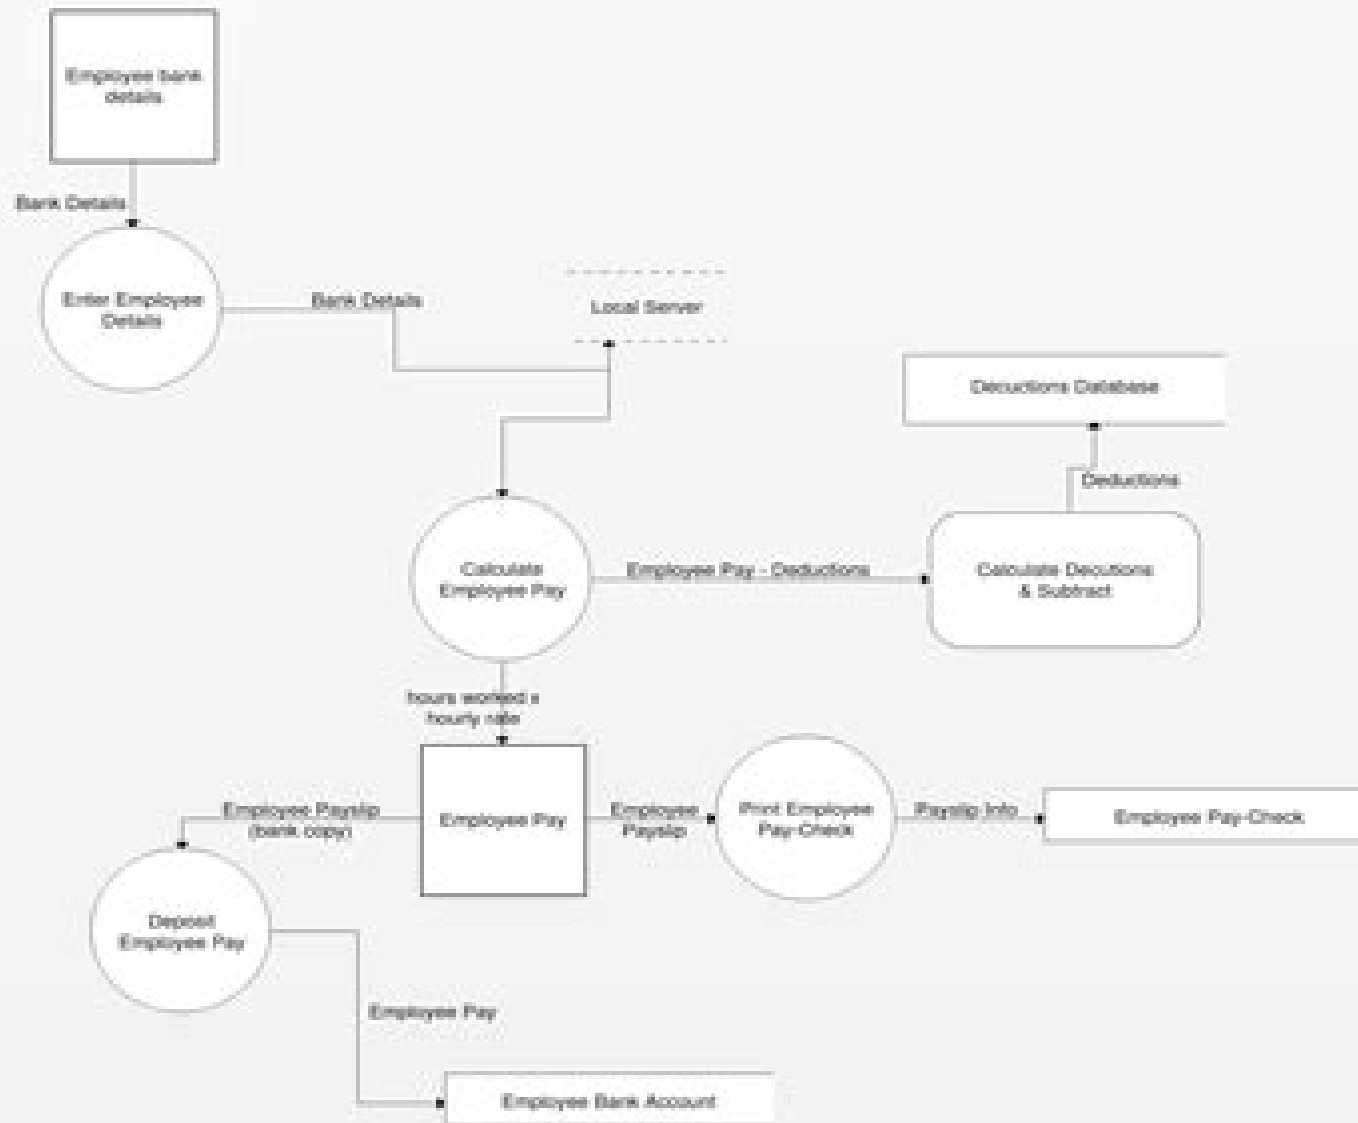 Employee bank
details
Bank Details
Enter Employee
Details
Bank Details
Local Server
Decuctions Database
Deductions
Calculate
Employee Pay
Employee Pay - Deductions
Calculate Decutions
& Subtract
hours worked x
hourly rate
Employee Payslip
(bank copy)
Employee Pay
Employee
Payslip
Print Employee
Pay-Check
Payslip Info
Employee Pay-Check
Deposit
Employee Pay
Employee Pay
Employee Bank Account